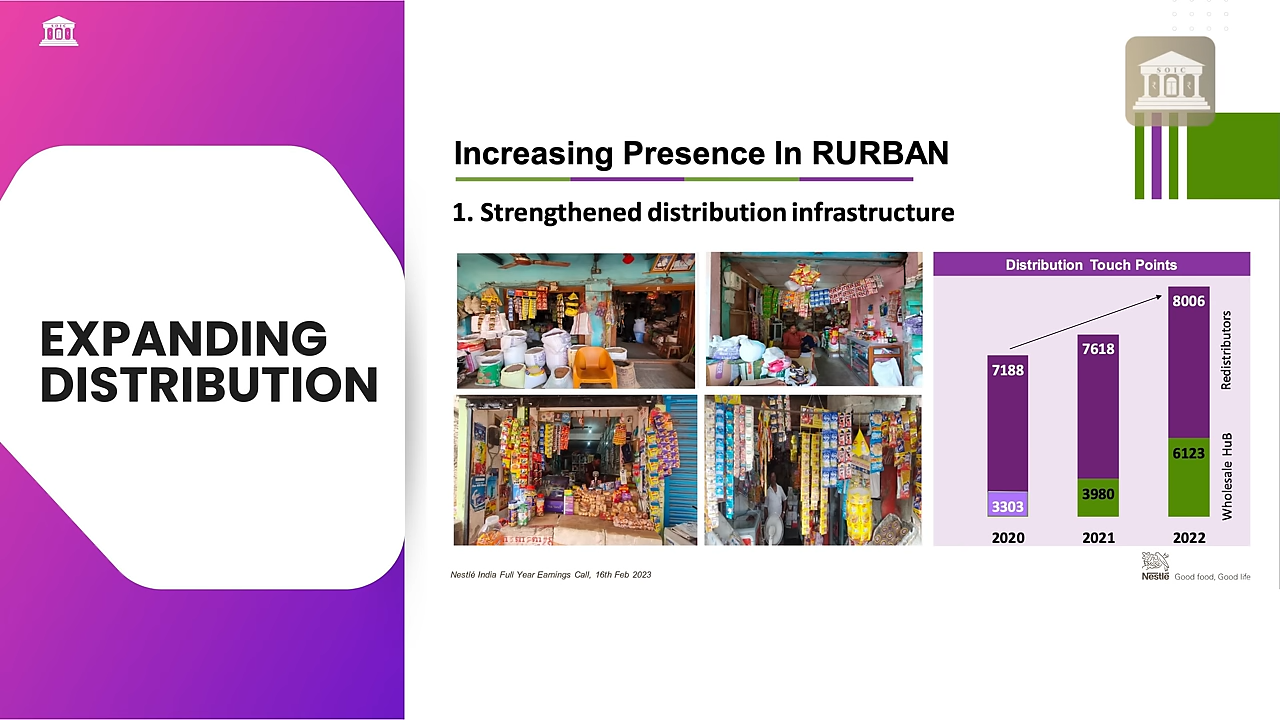 SOIC
SOIC
EXPANDING
DISTRIBUTION
Increasing Presence In RURBAN
1. Strengthened distribution infrastructure
Distribution Touch Points
8006
7618
7188
6123
3980
3303
Redistributors
Wholesale HuB
2020 2021 2022
Nestlé India Full Year Earnings Call, 16th Feb 2023
Nestlé Good food, Good life